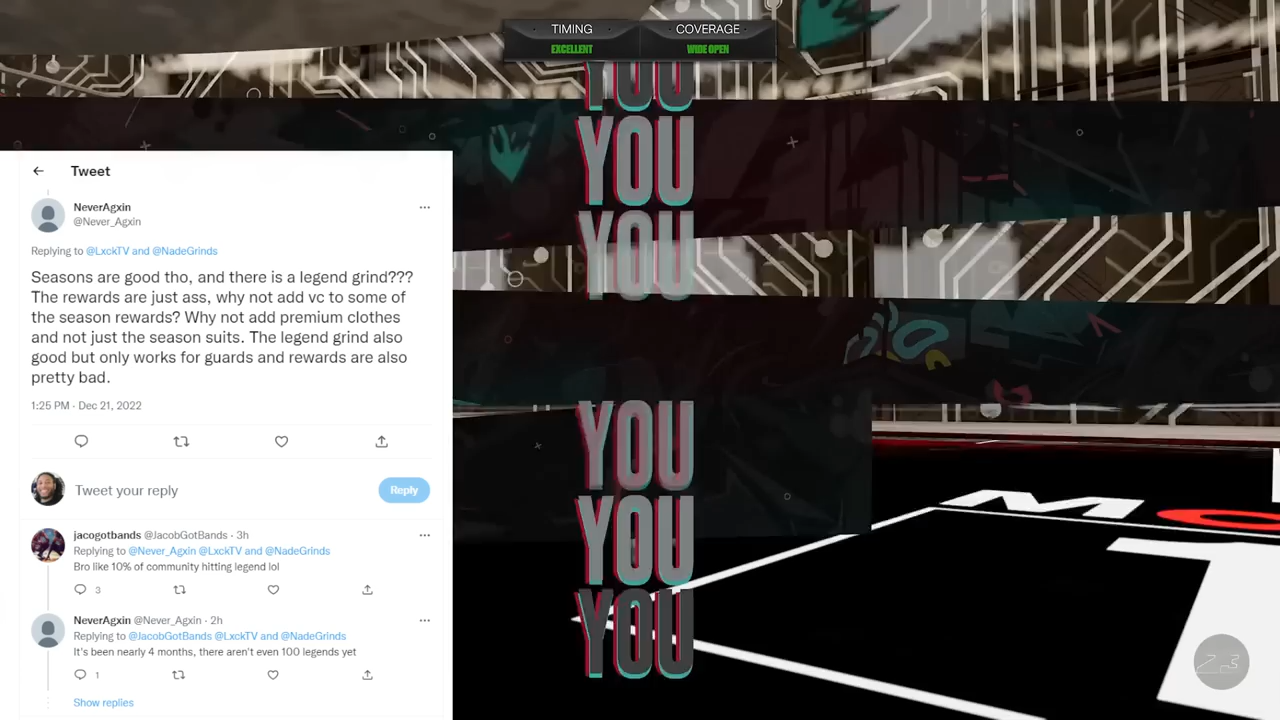 TIMING
COVERAGE
EXCELLENT
WIDE OPEN
YOU
YOU
YOU
YOU
YOU
YOU
Tweet
NeverAgxin
@Never_Agxin
Replying to @LxckTV and @NadeGrinds
Seasons are good tho, and there is a legend grind???
The rewards are just ass, why not add vc to some of
the season rewards? Why not add premium clothes
and not just the season suits. The legend grind also
good but only works for guards and rewards are also
pretty bad.
1:25 PM · Dec 21, 2022
Tweet your reply
Reply
jacogotbands @JacobGotBands · 3h
Replying to @Never_Agxin @LxckTV and @NadeGrinds
Bro like 10% of community hitting legend lol
3
NeverAgxin @Never_Agxin · 2h
Replying to @JacobGotBands @LxckTV and @NadeGrinds
It's been nearly 4 months, there aren't even 100 legends yet
1
Show replies